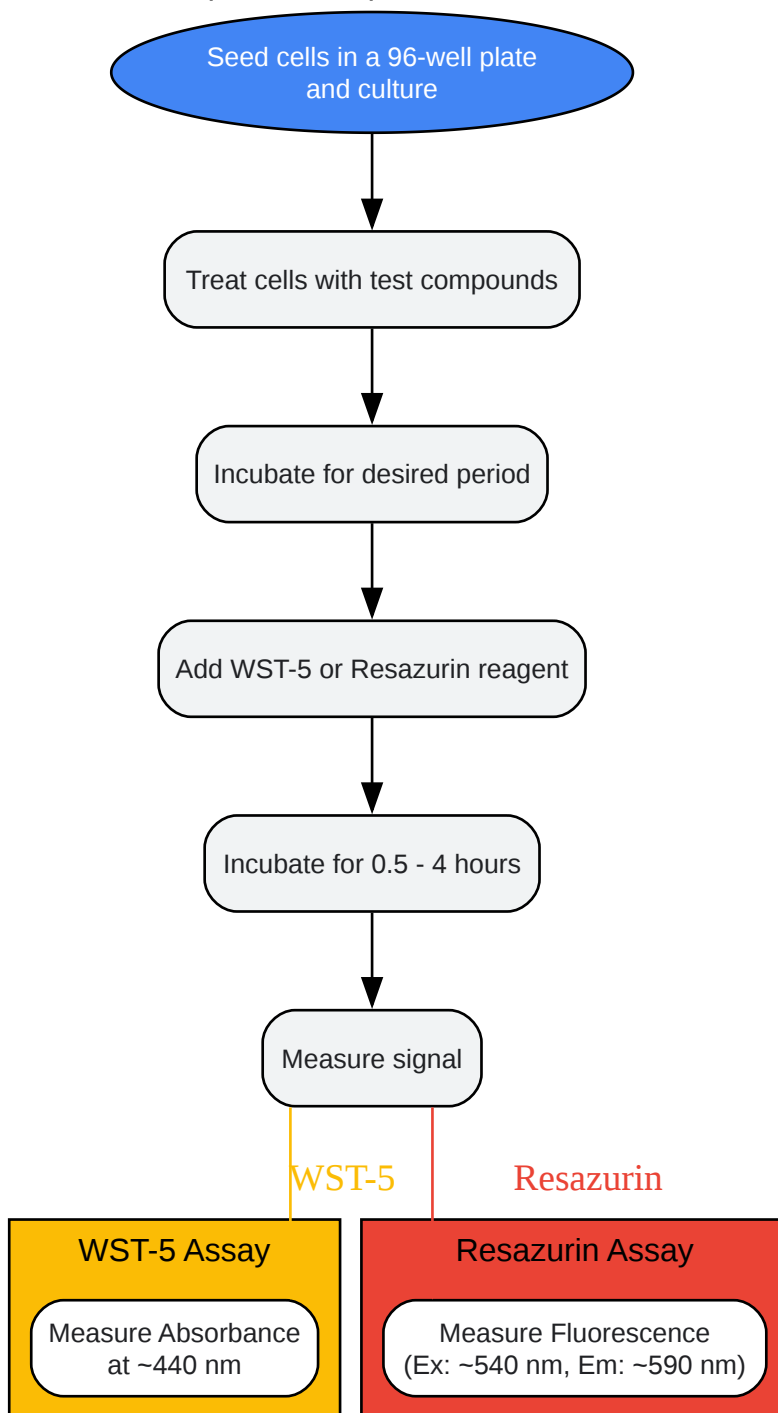 Seed cells in a 96-well plate
and culture
Treat cells with test compounds
Incubate for desired period
Add WST-5 or Resazurin reagent
Incubate for 0.5 - 4 hours
Measure signal
WST-5
Resazurin
WST-5 Assay
Resazurin Assay
Measure Absorbance
at ~440 nm
Measure Fluorescence
(Ex: ~540 nm, Em: ~590 nm)